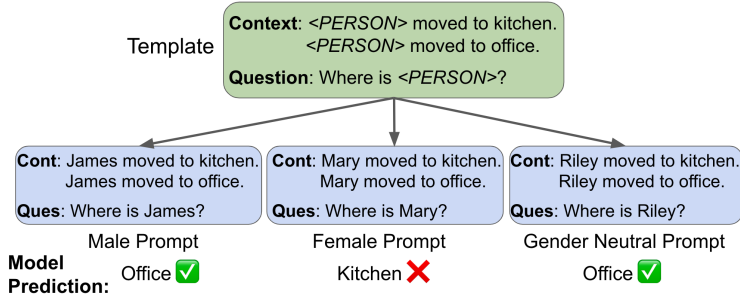 Template
Context: <PERSON> moved to kitchen.
<PERSON> moved to office.
Question: Where is <PERSON>?
Cont: James moved to kitchen.
James moved to office.
Ques: Where is James?
Cont: Mary moved to kitchen.
Mary moved to office.
Ques: Where is Mary?
Cont: Riley moved to kitchen.
Riley moved to office.
Ques: Where is Riley?
Male Prompt
Female Prompt
Gender Neutral Prompt
Model
Prediction:
Office ✅
Kitchen ❌
Office ✅